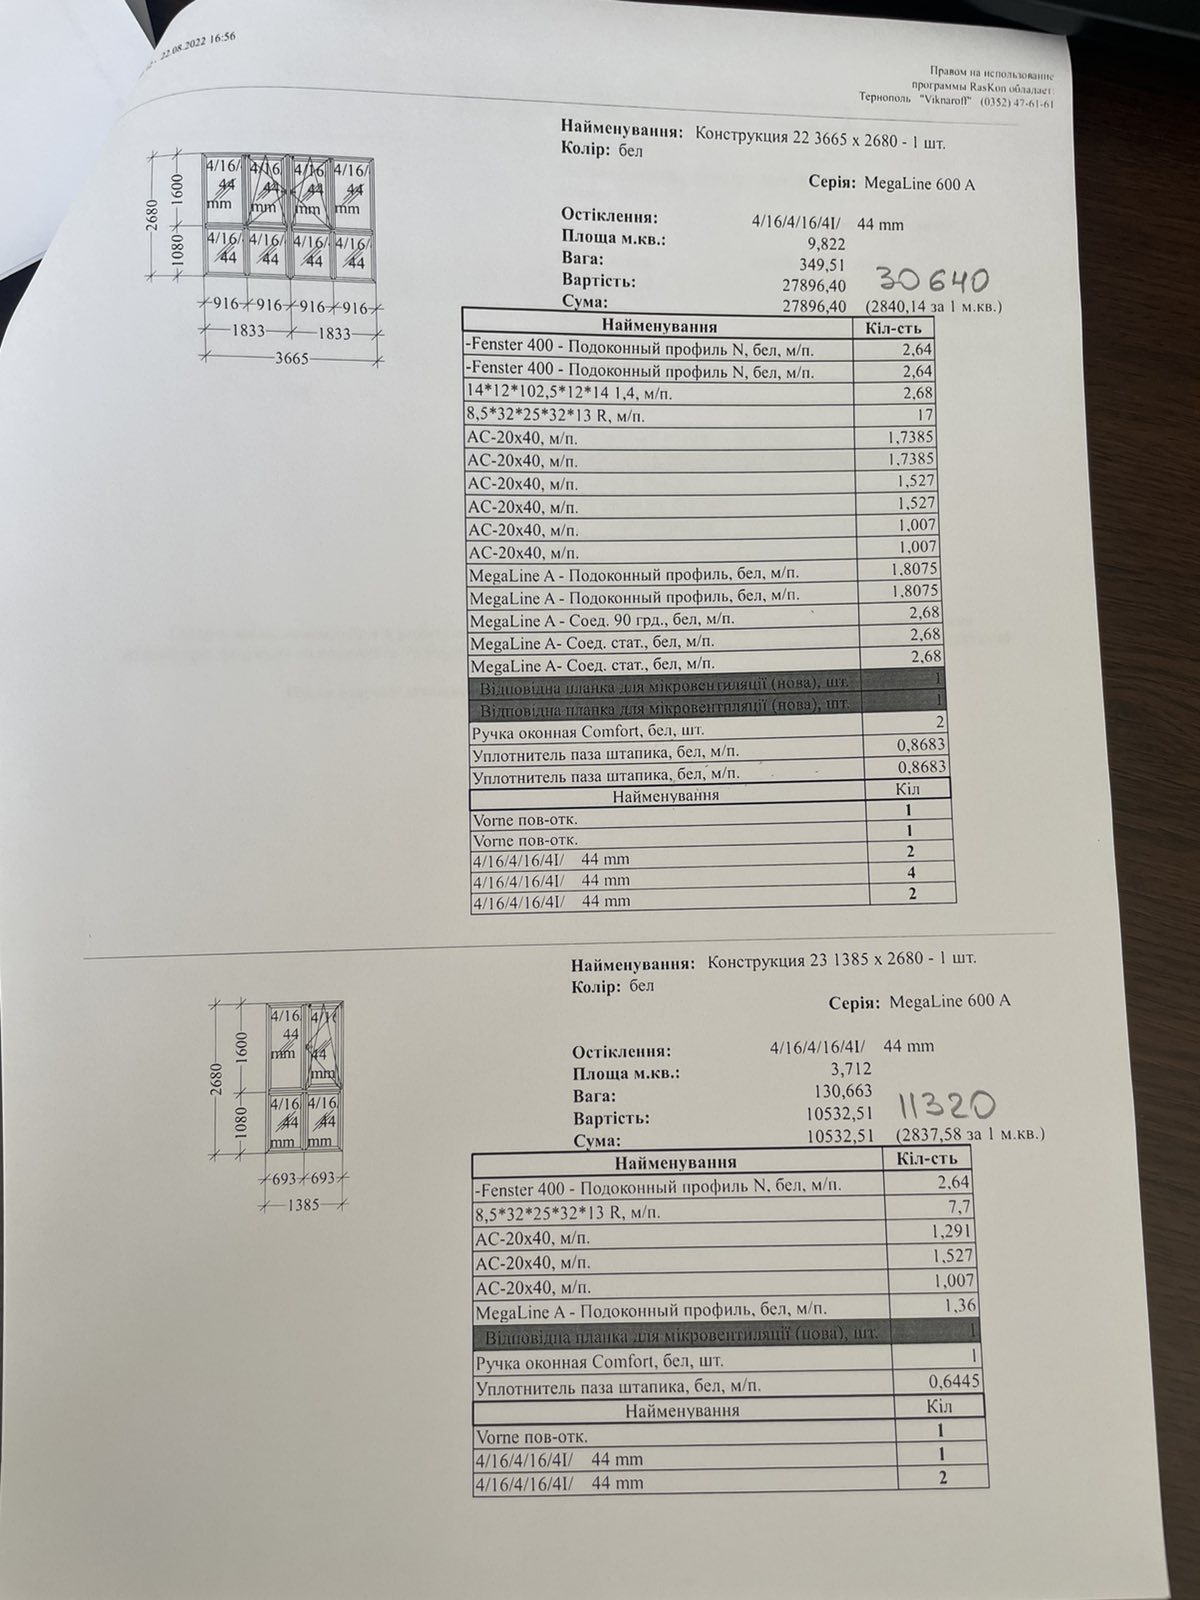 22.08.2022 16:56
Правом на использование
программы RasKon обладает:
Тернополь "Viknaroff" (0352) 47-61-61
Найменування: Конструкция 22 3665 x 2680 - 1 шт.
Колір: бел
Серія: MegaLine 600 A
4/16/ 4/16 4/16 4/16/
44 44 44 44
mm mm mm mm
4/16/ 4/16/ 4/16/ 4/16/
44 44 44 44
2680 1600 1080
916 916 916 916
1833 1833
3665
Остіклення: 4/16/4/16/4I/ 44 mm
Площа м.кв.: 9,822
Вага: 349,51
Вартість: 27896,40 30640
Сума: 27896,40 (2840,14 за 1 м.кв.)
Найменування Кіл-сть
-Fenster 400 - Подоконный профиль N, бел, м/п. 2,64
-Fenster 400 - Подоконный профиль N, бел, м/п. 2,64
14*12*102,5*12*14 1,4, м/п. 2,68
8,5*32*25*32*13 R, м/п. 17
АС-20x40, м/п. 1,7385
АС-20x40, м/п. 1,7385
АС-20x40, м/п. 1,527
АС-20x40, м/п. 1,527
АС-20x40, м/п. 1,007
АС-20x40, м/п. 1,007
MegaLine A - Подоконный профиль, бел, м/п. 1,8075
MegaLine A - Подоконный профиль, бел, м/п. 1,8075
MegaLine A - Соед. 90 грд., бел, м/п. 2,68
MegaLine A- Соед. стат., бел, м/п. 2,68
MegaLine A- Соед. стат., бел, м/п. 2,68
Відповідна планка для мікровентиляції (нова), шт. 1
Відповідна планка для мікровентиляції (нова), шт. 1
Ручка оконная Comfort, бел, шт. 2
Уплотнитель паза штапика, бел, м/п. 0,8683
Уплотнитель паза штапика, бел, м/п. 0,8683
Найменування Кіл
Vorne пов-отк. 1
Vorne пов-отк. 1
4/16/4/16/4I/ 44 mm 2
4/16/4/16/4I/ 44 mm 4
4/16/4/16/4I/ 44 mm 2
Найменування: Конструкция 23 1385 x 2680 - 1 шт.
Колір: бел
Серія: MegaLine 600 A
4/16 4/16
44 44
mm mm
4/16 4/16
44 44
mm mm
2680 1600 1080
693 693
1385
Остіклення: 4/16/4/16/4I/ 44 mm
Площа м.кв.: 3,712
Вага: 130,663
Вартість: 10532,51 11320
Сума: 10532,51 (2837,58 за 1 м.кв.)
Найменування Кіл-сть
-Fenster 400 - Подоконный профиль N, бел, м/п. 2,64
8,5*32*25*32*13 R, м/п. 7,7
АС-20x40, м/п. 1,291
АС-20x40, м/п. 1,527
АС-20x40, м/п. 1,007
MegaLine A - Подоконный профиль, бел, м/п. 1,36
Відповідна планка для мікровентиляції (нова), шт. 1
Ручка оконная Comfort, бел, шт. 1
Уплотнитель паза штапика, бел, м/п. 0,6445
Найменування Кіл
Vorne пов-отк. 1
4/16/4/16/4I/ 44 mm 1
4/16/4/16/4I/ 44 mm 2